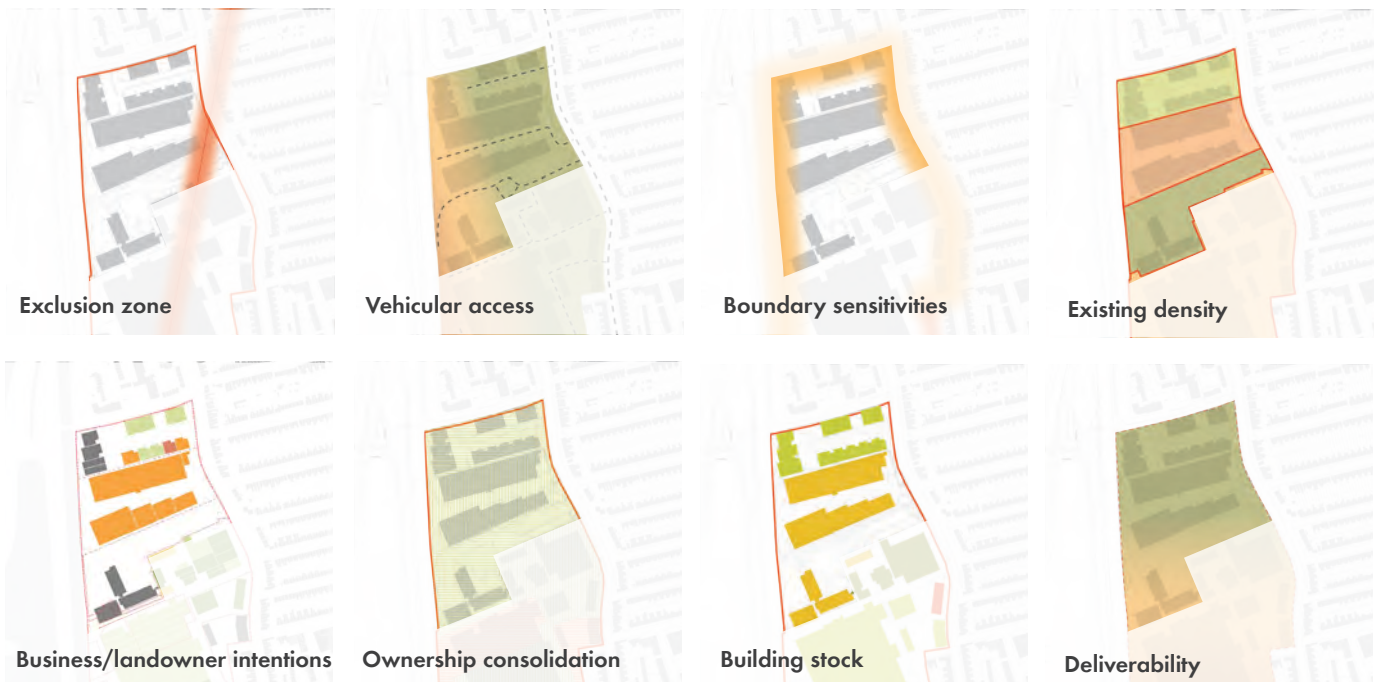 Exclusion zone
Vehicular access
Boundary sensitivities
Existing density
Business/landowner intentions
Ownership consolidation
Building stock
Deliverability